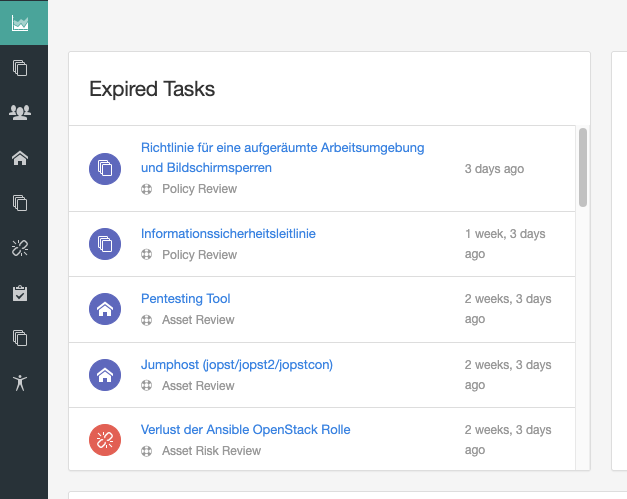 Expired Tasks
Richtlinie für eine aufgeräumte Arbeitsumgebung
und Bildschirmsperren
Policy Review
3 days ago
Informationssicherheitsleitlinie
Policy Review
1 week, 3 days
ago
Pentesting Tool
Asset Review
2 weeks, 3 days
ago
Jumphost (jopst/jopst2/jopstcon)
Asset Review
2 weeks, 3 days
ago
Verlust der Ansible OpenStack Rolle
Asset Risk Review
2 weeks, 3 days
ago